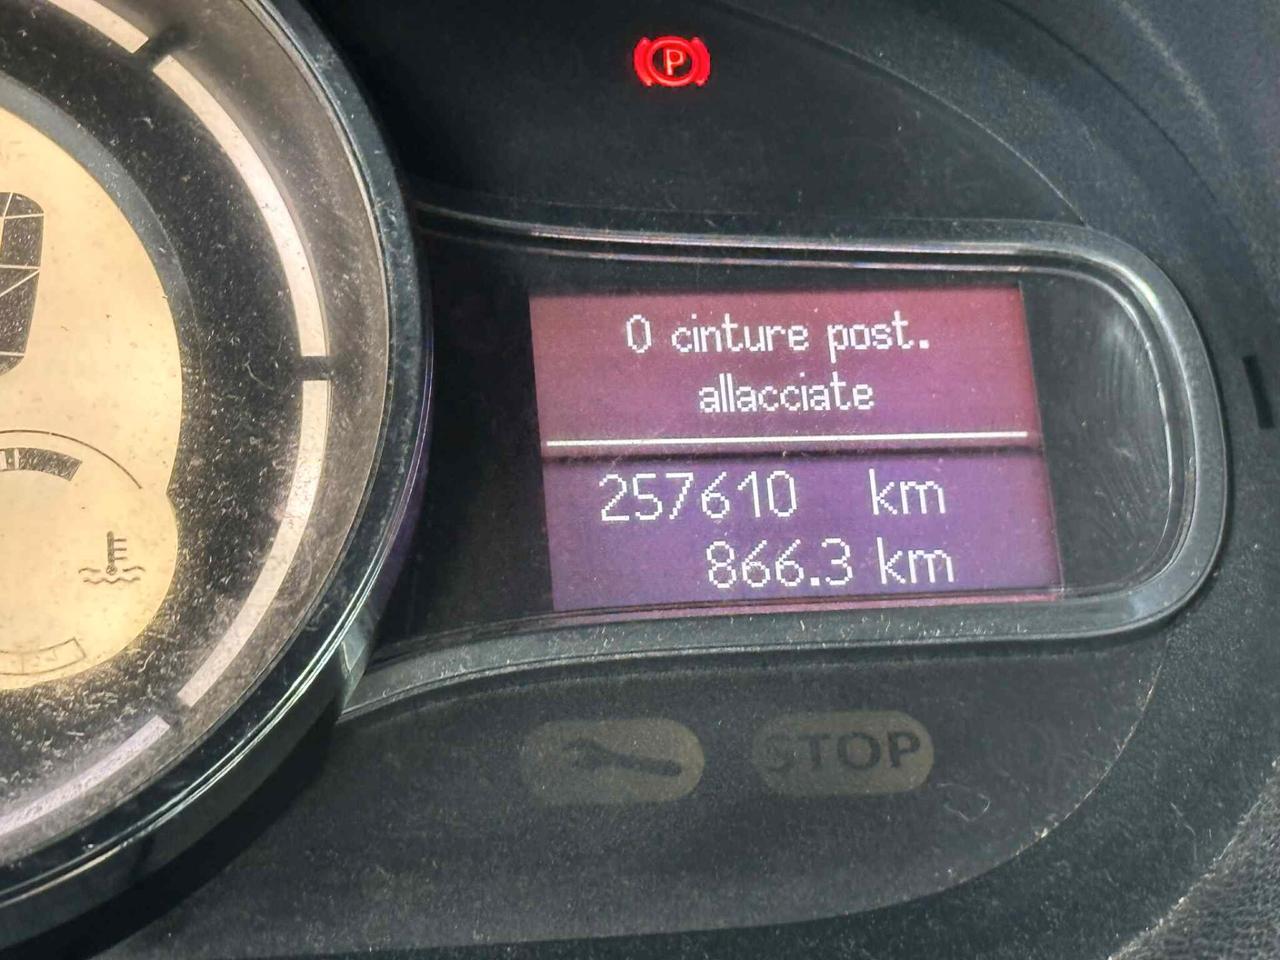 P
0 cinture post.
allacciate
257610 km
866.3 km
STOP